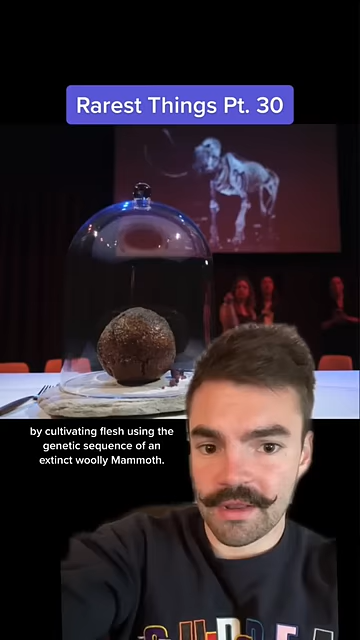 Rarest Things Pt. 30
by cultivating flesh using the
genetic sequence of an
extinct woolly Mammoth.